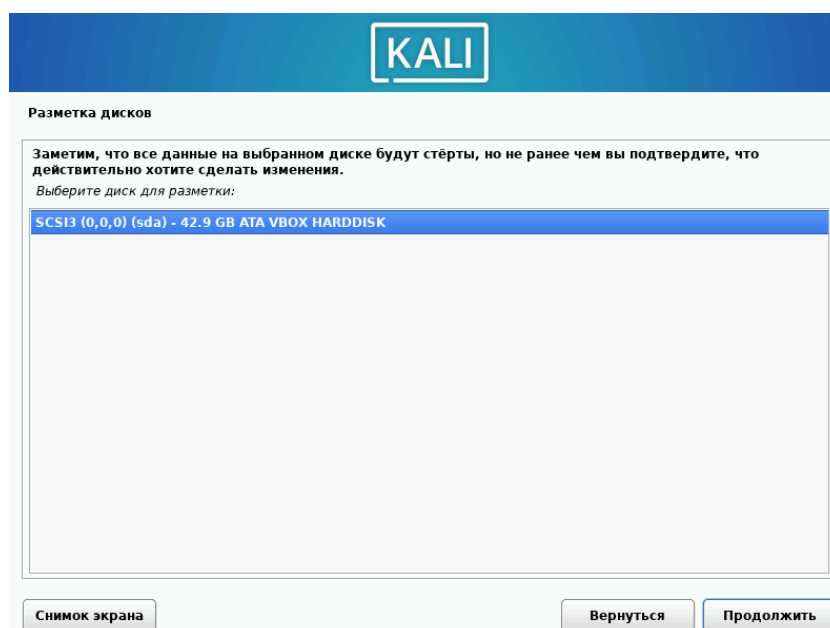 KALI
Разметка дисков
Заметим, что все данные на выбранном диске будут стёрты, но не ранее чем вы подтвердите, что
действительно хотите сделать изменения.
Выберите диск для разметки:
SCSI3 (0,0,0) (sda) - 42.9 GB ATA VBOX HARDDISK
Снимок экрана
Вернуться
Продолжить